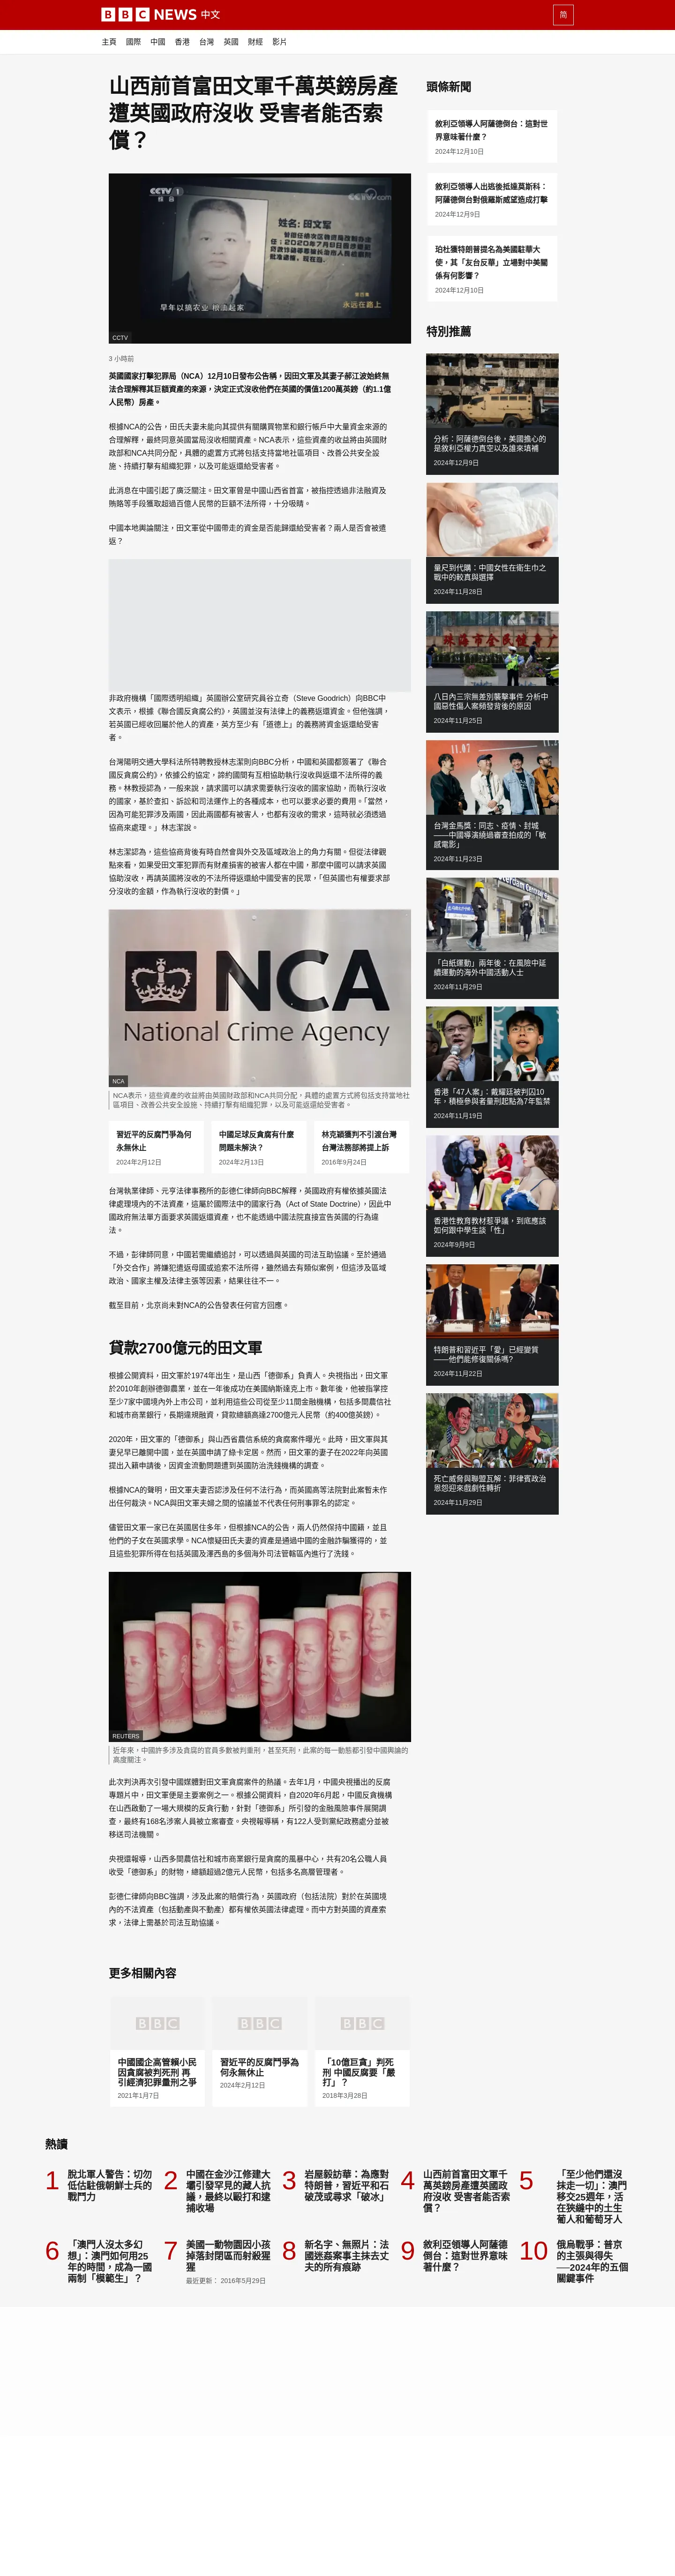 BBC NEWS 中文
简
主頁 國際 中國 香港 台灣 英國 財經 影片
山西前首富田文軍千萬英鎊房產
遭英國政府沒收 受害者能否索
償？
CCTV 1
CCTV.com
姓名: 田文军
早年以搞农业 根油起家
永远在路上
CCTV
3 小時前
英國國家打擊犯罪局（NCA）12月10日發布公告稱，因田文軍及其妻子郝江波始終無
法合理解釋其巨額資產的來源，決定正式沒收他們在英國的價值1200萬英鎊（約1.1億
人民幣）房產。
根據NCA的公告，田氏夫妻未能向其提供有關購買物業和銀行帳戶中大量資金來源的
合理解釋，最終同意英國當局沒收相關資產。NCA表示，這些資產的收益將由英國財
政部和NCA共同分配，具體的處置方式將包括支持當地社區項目、改善公共安全設
施、持續打擊有組織犯罪，以及可能返還給受害者。
此消息在中國引起了廣泛關注。田文軍曾是中國山西省首富，被指控透過非法融資及
賄賂等手段獲取超過百億人民幣的巨額不法所得，十分吸睛。
中國本地輿論關注，田文軍從中國帶走的資金是否能歸還給受害者？兩人是否會被遣
返？
非政府機構「國際透明組織」英國辦公室研究員谷立奇（Steve Goodrich）向BBC中
文表示，根據《聯合國反貪腐公約》，英國並沒有法律上的義務返還資金。但他強調，
若英國已經收回屬於他人的資產，英方至少有「道德上」的義務將資金返還給受害
者。
台灣陽明交通大學科法所特聘教授林志潔則向BBC分析，中國和英國都簽署了《聯合
國反貪腐公約》，依據公約協定，諦約國間有互相協助執行沒收與返還不法所得的義
務。林教授認為，一般來說，請求國可以請求需要執行沒收的國家協助，而執行沒收
的國家，基於查扣、訴訟和司法運作上的各種成本，也可以要求必要的費用。「當然，
因為可能犯罪涉及兩國，因此兩國都有被害人，也都有沒收的需求，這時就必須透過
協商來處理。」林志潔說。
林志潔認為，這些協商背後有時自然會與外交及區域政治上的角力有關。但從法律觀
點來看，如果受田文軍犯罪而有財產損害的被害人都在中國，那麼中國可以請求英國
協助沒收，再請英國將沒收的不法所得返還給中國受害的民眾，「但英國也有權要求部
分沒收的金額，作為執行沒收的對價。」
NCA
National Crime Agency
NCA
NCA表示，這些資產的收益將由英國財政部和NCA共同分配，具體的處置方式將包括支持當地社
區項目、改善公共安全設施、持續打擊有組織犯罪，以及可能返還給受害者。
習近平的反腐鬥爭為何
永無休止
2024年2月12日
中國足球反貪腐有什麼
問題未解決？
2024年2月13日
林克穎獲判不引渡台灣
台灣法務部將提上訴
2016年9月24日
台灣執業律師、元亨法律事務所的彭德仁律師向BBC解釋，英國政府有權依據英國法
律處理境內的不法資產，這屬於國際法中的國家行為（Act of State Doctrine），因此中
國政府無法單方面要求英國返還資產，也不能透過中國法院直接宣告英國的行為違
法。
不過，彭律師同意，中國若需繼續追討，可以透過與英國的司法互助協議。至於通過
「外交合作」將嫌犯遣返母國或追索不法所得，雖然過去有類似案例，但這涉及區域
政治、國家主權及法律主張等因素，結果往往不一。
截至目前，北京尚未對NCA的公告發表任何官方回應。
貸款2700億元的田文軍
根據公開資料，田文軍於1974年出生，是山西「德御系」負責人。央視指出，田文軍
於2010年創辦德御農業，並在一年後成功在美國納斯達克上市。數年後，他被指掌控
至少7家中國境內外上市公司，並利用這些公司從至少11間金融機構，包括多間農信社
和城市商業銀行，長期違規融資，貸款總額高達2700億元人民幣（約400億英鎊）。
2020年，田文軍的「德御系」與山西省農信系統的貪腐案件曝光。此時，田文軍與其
妻兒早已離開中國，並在英國申請了綠卡定居。然而，田文軍的妻子在2022年向英國
提出入籍申請後，因資金流動問題遭到英國防治洗錢機構的調查。
根據NCA的聲明，田文軍夫妻否認涉及任何不法行為，而英國高等法院對此案暫未作
出任何裁決。NCA與田文軍夫婦之間的協議並不代表任何刑事罪名的認定。
儘管田文軍一家已在英國居住多年，但根據NCA的公告，兩人仍然保持中國籍，並且
他們的子女在英國求學。NCA懷疑田氏夫妻的資產是通過中國的金融詐騙獲得的，並
且這些犯罪所得在包括英國及澤西島的多個海外司法管轄區內進行了洗錢。
REUTERS
近年來，中國許多涉及貪腐的官員多數被判重刑，甚至死刑，此案的每一動態都引發中國輿論的
高度關注。
此次判決再次引發中國媒體對田文軍貪腐案件的熱議。去年1月，中國央視播出的反腐
專題片中，田文軍便是主要案例之一。根據公開資料，自2020年6月起，中國反貪機構
在山西啟動了一場大規模的反貪行動，針對「德御系」所引發的金融風險事件展開調
查，最終有168名涉案人員被立案審查。央視報導稱，有122人受到黨紀政務處分並被
移送司法機關。
央視還報導，山西多間農信社和城市商業銀行是貪腐的風暴中心，共有20名公職人員
收受「德御系」的財物，總額超過2億元人民幣，包括多名高層管理者。
彭德仁律師向BBC強調，涉及此案的賠償行為，英國政府（包括法院）對於在英國境
內的不法資產（包括動產與不動產）都有權依英國法律處理。而中方對英國的資產索
求，法律上需基於司法互助協議。
更多相關內容
BBC
中國國企高管賴小民
因貪腐被判死刑 再
引經濟犯罪量刑之爭
2021年1月7日
BBC
習近平的反腐鬥爭為
何永無休止
2024年2月12日
BBC
「10億巨貪」判死
刑 中國反腐要「嚴
打」？
2018年3月28日
頭條新聞
敘利亞領導人阿薩德倒台：這對世
界意味著什麼？
2024年12月10日
敘利亞領導人出逃後抵達莫斯科：
阿薩德倒台對俄羅斯威望造成打擊
2024年12月9日
珀杜獲特朗普提名為美國駐華大
使，其「友台反華」立場對中美關
係有何影響？
2024年12月10日
特別推薦
分析：阿薩德倒台後，美國擔心的
是敘利亞權力真空以及誰來填補
2024年12月9日
量尺到代購：中國女性在衛生巾之
戰中的較真與選擇
2024年11月28日
珠海市全民健身广
八日內三宗無差別襲擊事件 分析中
國惡性傷人案頻發背後的原因
2024年11月25日
11.07
台灣金馬獎：同志、疫情、封城
——中國導演繞過審查拍成的「敏
感電影」
2024年11月23日
「白紙運動」兩年後：在風險中延
續運動的海外中國活動人士
2024年11月29日
香港「47人案」：戴耀廷被判囚10
年，積極參與者量刑起點為7年監禁
2024年11月19日
香港性教育教材惹爭議，到底應該
如何跟中學生談「性」
2024年9月9日
特朗普和習近平「愛」已經變質
——他們能修復關係嗎?
2024年11月22日
死亡威脅與聯盟瓦解：菲律賓政治
恩怨迎來戲劇性轉折
2024年11月29日
熱讀
1
脫北軍人警告：切勿
低估駐俄朝鮮士兵的
戰鬥力
2
中國在金沙江修建大
壩引發罕見的藏人抗
議，最終以毆打和逮
捕收場
3
岩屋毅訪華：為應對
特朗普，習近平和石
破茂或尋求「破冰」
4
山西前首富田文軍千
萬英鎊房產遭英國政
府沒收 受害者能否索
償？
5
「至少他們還沒
抹走一切」：澳門
移交25週年，活
在狹縫中的土生
葡人和葡萄牙人
6
「澳門人沒太多幻
想」：澳門如何用25
年的時間，成為一國
兩制「模範生」？
7
美國一動物園因小孩
掉落封閉區而射殺猩
猩
最近更新： 2016年5月29日
8
新名字、無照片：法
國迷姦案事主抹去丈
夫的所有痕跡
9
敘利亞領導人阿薩德
倒台：這對世界意味
著什麼？
10
俄烏戰爭：普京
的主張與得失
──2024年的五個
關鍵事件